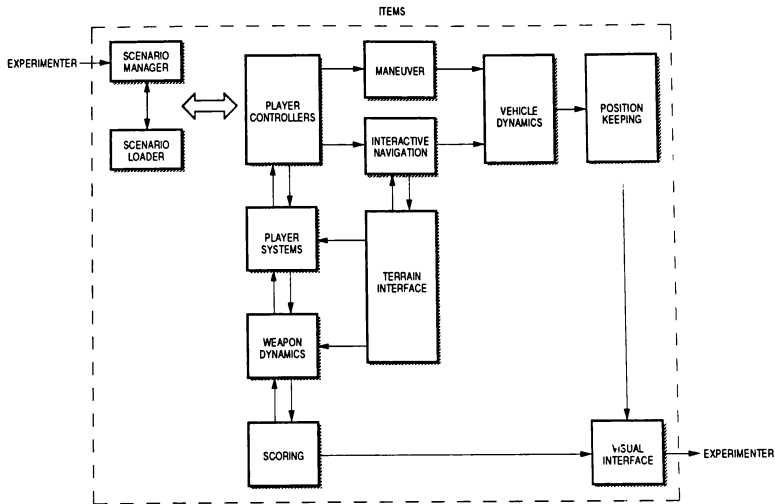 ITEMS
EXPERIMENTER
SCENARIO
MANAGER
SCENARIO
LOADER
PLAYER
CONTROLLERS
MANEUVER
INTERACTIVE
NAVIGATION
VEHICLE
DYNAMICS
POSITION
KEEPING
PLAYER
SYSTEMS
TERRAIN
INTERFACE
WEAPON
DYNAMICS
SCORING
VISUAL
INTERFACE
EXPERIMENTER